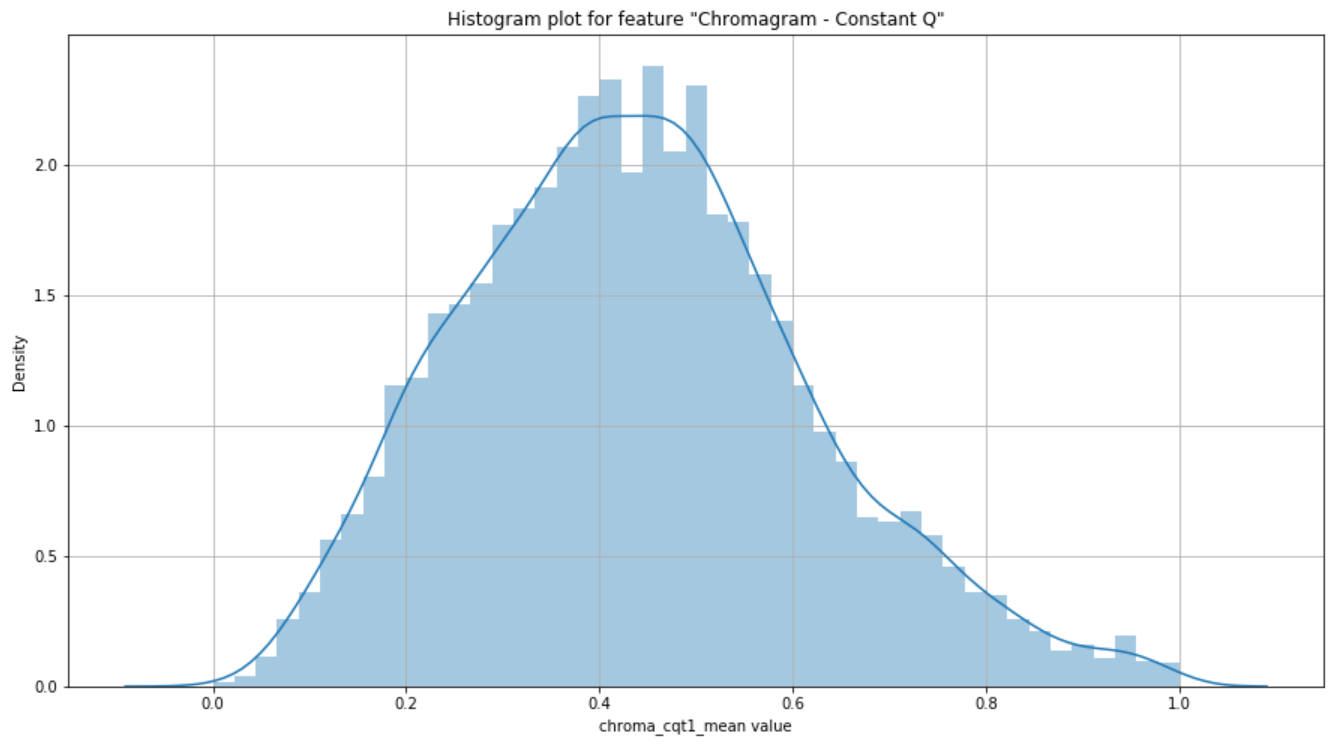 Histogram plot for feature "Chromagram - Constant Q"
2.0
1.5
1.0
0.5
0.0
Density
0.0 0.2 0.4 0.6 0.8 1.0
chroma_cqt1_mean value